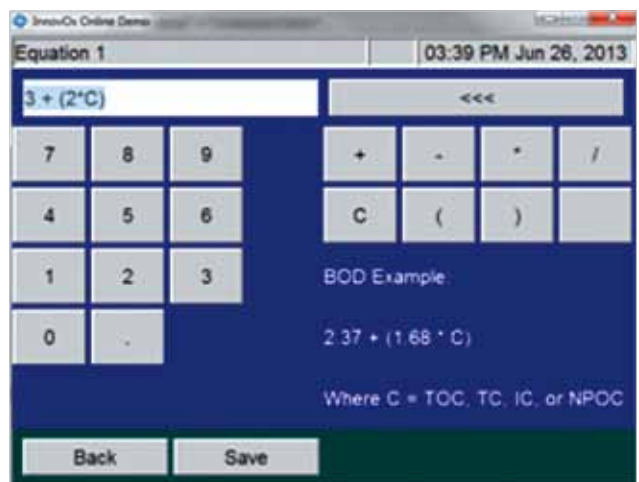 InnovOx Online Demo
Equation 1 03:39 PM Jun 26, 2013
3 + (2*C) <<<
7 8 9 + - * /
4 5 6 C ( )
1 2 3 BOD Example:
0 . 2.37 + (1.68 * C)
Where C = TOC, TC, IC, or NPOC
Back Save